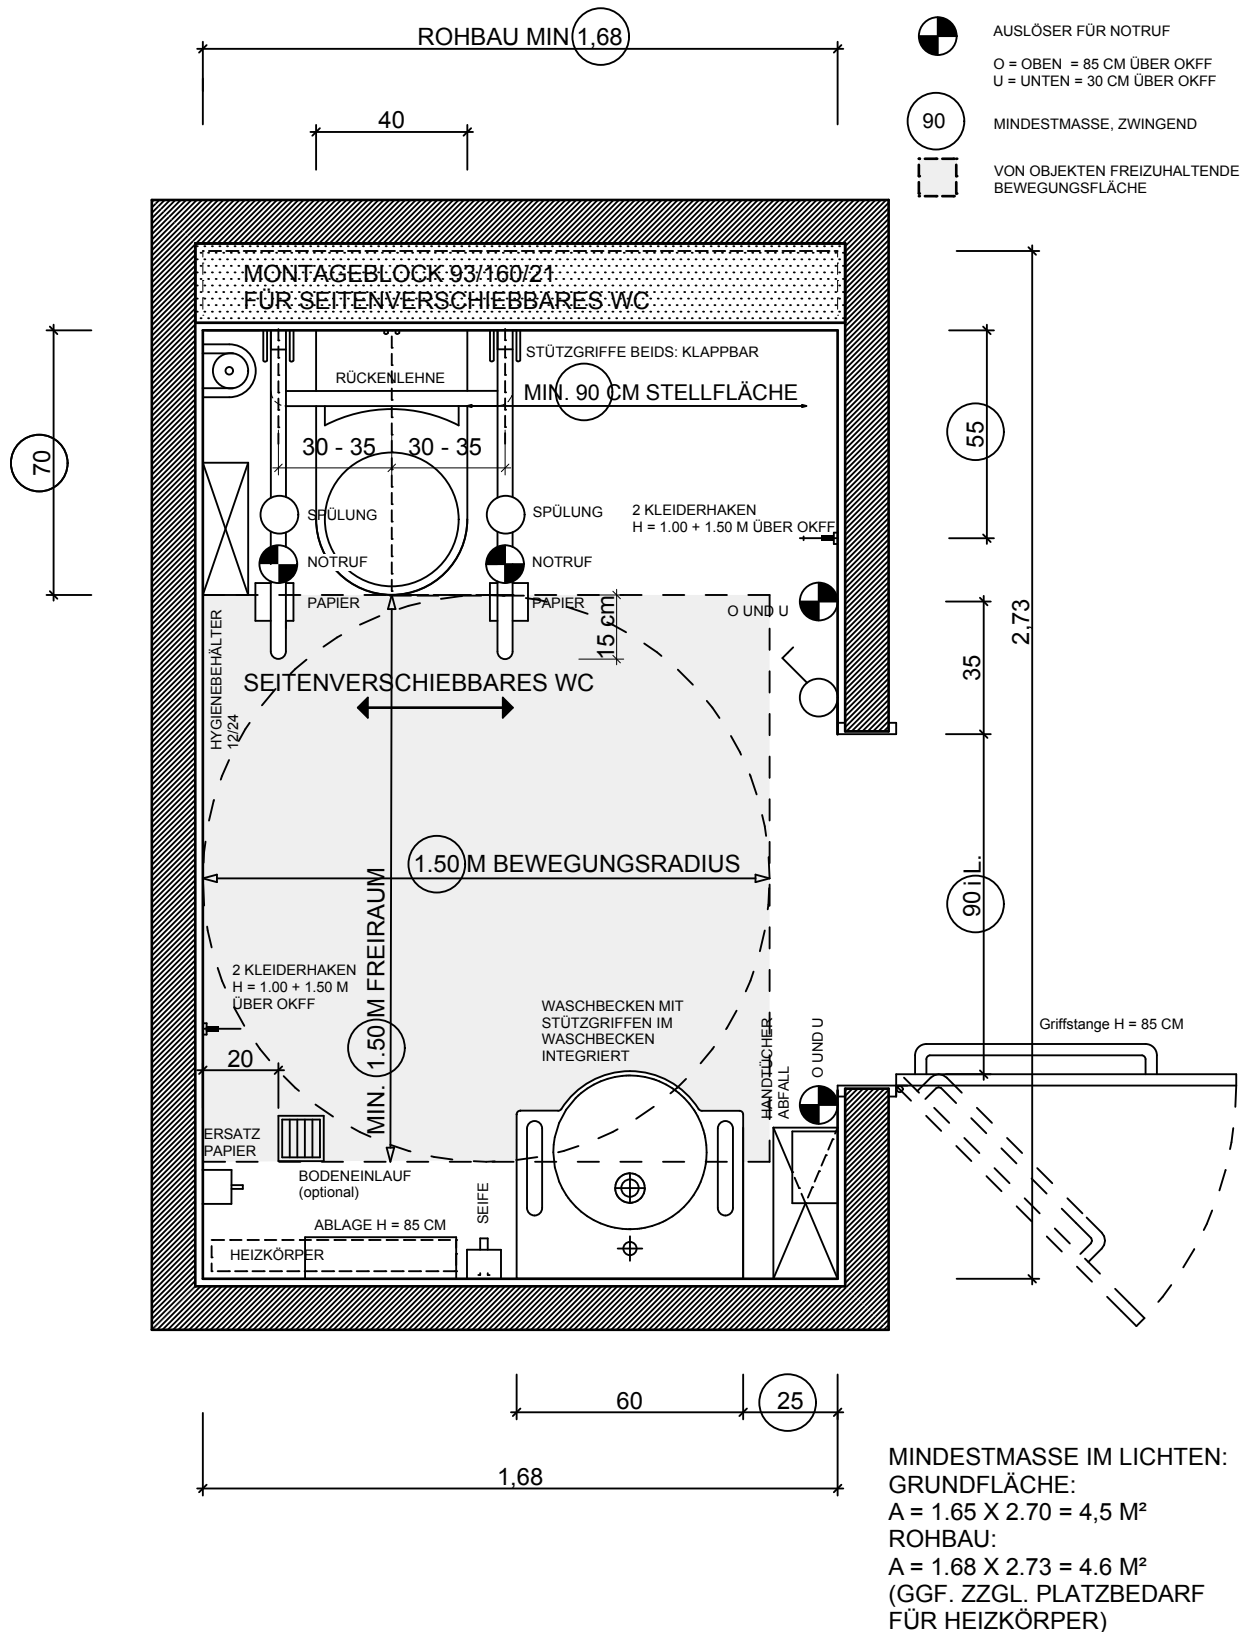 ROHBAU MIN 1,68
AUSLÖSER FÜR NOTRUF
O = OBEN = 85 CM ÜBER OKFF
U = UNTEN = 30 CM ÜBER OKFF
90
MINDESTMASSE, ZWINGEND
VON OBJEKTEN FREIZUHALTENDE
BEWEGUNGSFLÄCHE
40
MONTAGEBLOCK 93/160/21
FÜR SEITENVERSCHIEBBARES WC
STÜTZGRIFFE BEIDS: KLAPPBAR
RÜCKENLEHNE
MIN. 90 CM STELLFLÄCHE
30 - 35
30 - 35
70
55
SPÜLUNG
SPÜLUNG
2 KLEIDERHAKEN
H = 1.00 + 1.50 M ÜBER OKFF
NOTRUF
NOTRUF
PAPIER
PAPIER
O UND U
15 cm
2,73
35
HYGIENEBEHÄLTER
12/24
SEITENVERSCHIEBBARES WC
1.50 M BEWEGUNGSRADIUS
90 i L.
MIN. 1.50 M FREIRAUM
2 KLEIDERHAKEN
H = 1.00 + 1.50 M
ÜBER OKFF
20
WASCHBECKEN MIT
STÜTZGRIFFEN IM
WASCHBECKEN
INTEGRIERT
HANDTÜCHER
ABFALL
O UND U
Griffstange H = 85 CM
ERSATZ
PAPIER
BODENEINLAUF
(optional)
SEIFE
ABLAGE H = 85 CM
HEIZKÖRPER
60
25
1,68
MINDESTMASSE IM LICHTEN:
GRUNDFLÄCHE:
A = 1.65 X 2.70 = 4,5 M²
ROHBAU:
A = 1.68 X 2.73 = 4.6 M²
(GGF. ZZGL. PLATZBEDARF
FÜR HEIZKÖRPER)